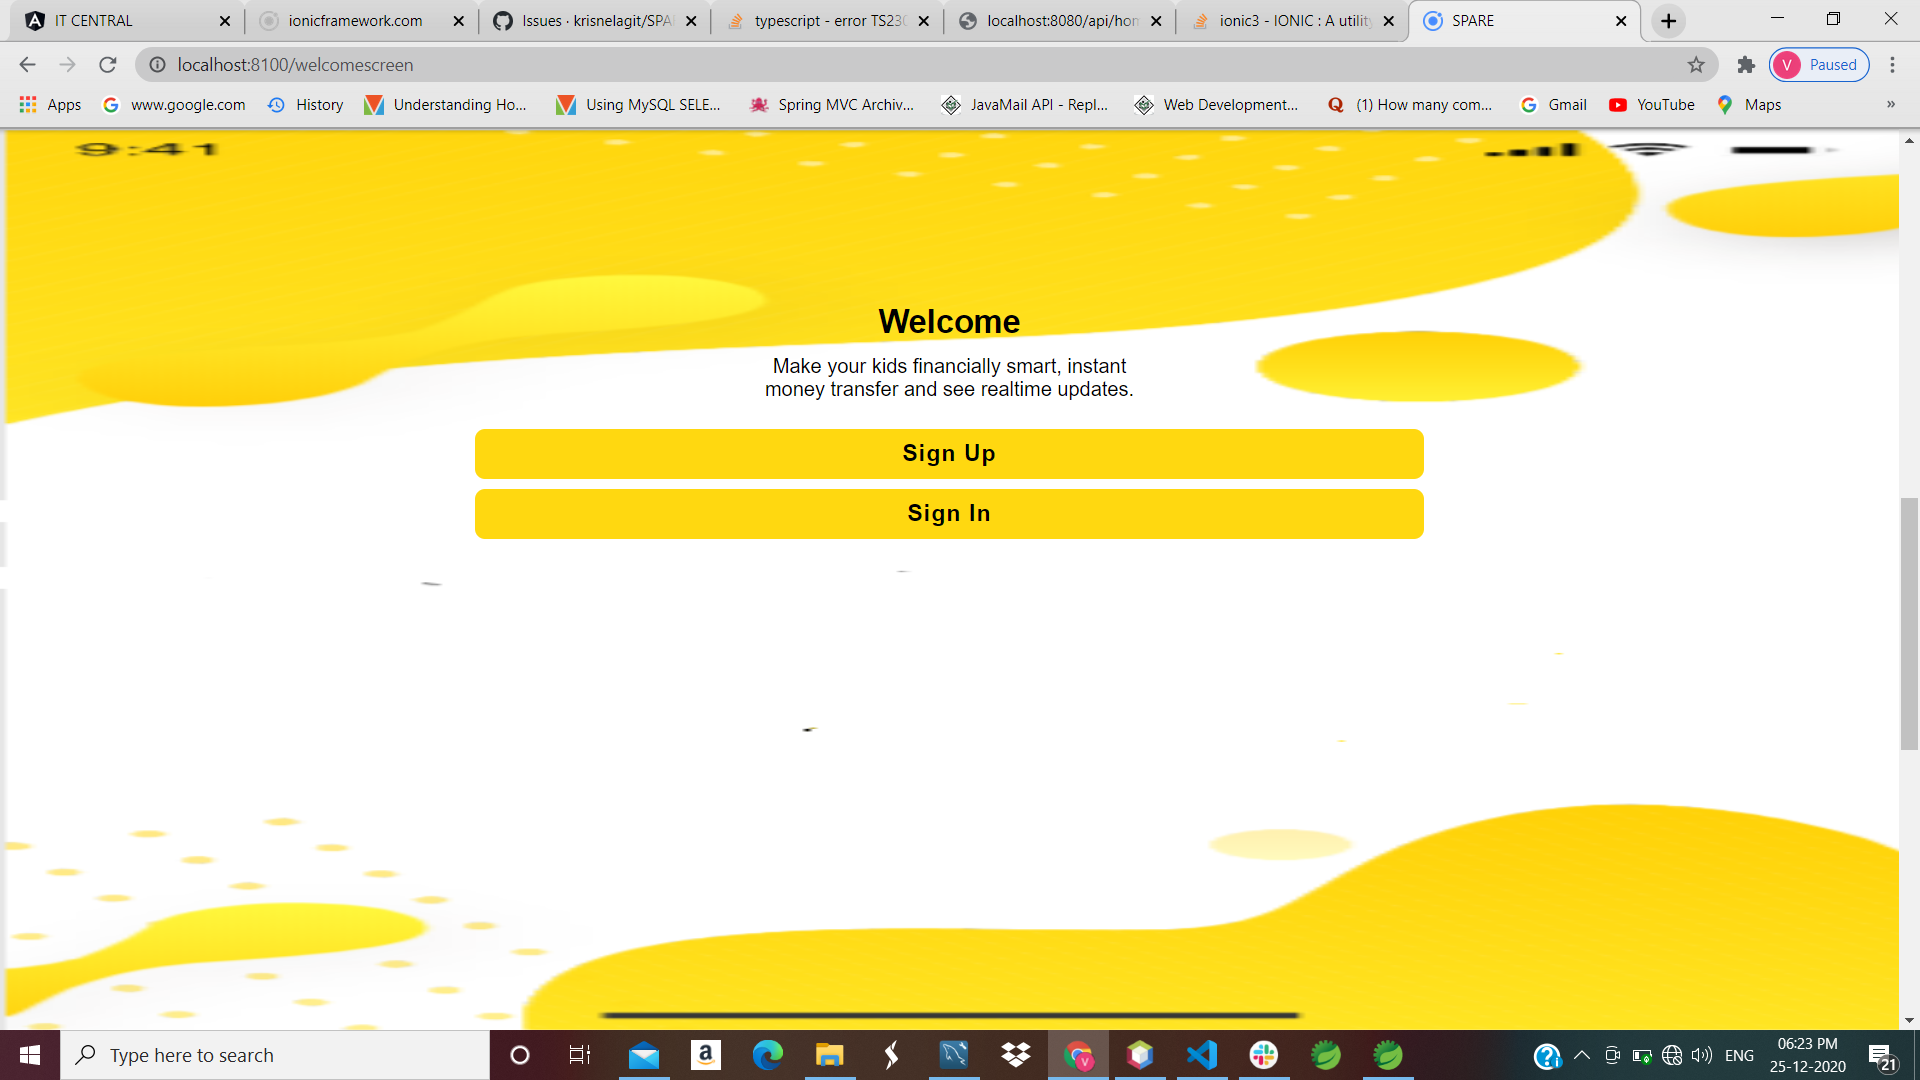 IT CENTRAL
ionicframework.com
Issues · krisnelagit/SPA
typescript - error TS230
localhost:8080/api/hom
ionic3 - IONIC : A utility
SPARE
localhost:8100/welcomescreen
V Paused
Apps
www.google.com
History
Understanding Ho...
Using MySQL SELE...
Spring MVC Archiv...
JavaMail API - Repl...
Web Development...
(1) How many com...
Gmail
YouTube
Maps
»
9:41
Welcome
Make your kids financially smart, instant
money transfer and see realtime updates.
Sign Up
Sign In
Type here to search
ENG
06:23 PM
25-12-2020
21